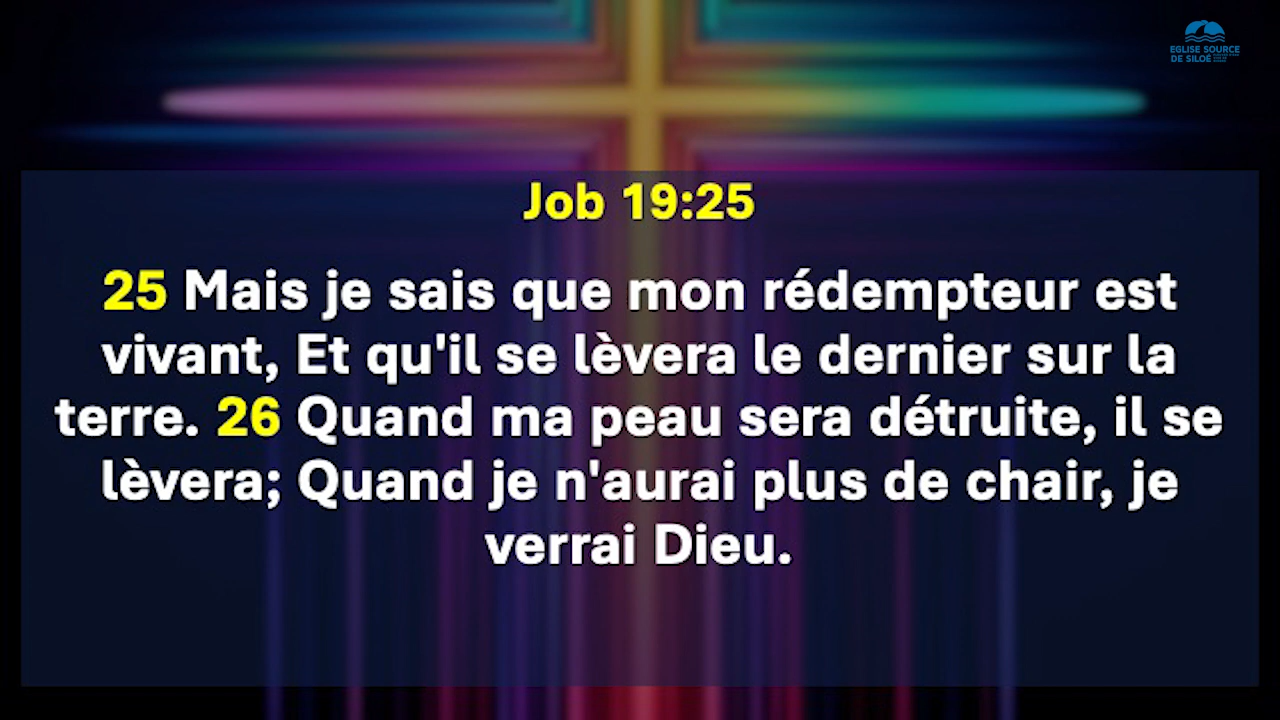 EGLISE SOURCE
DE SILOÉ
Job 19:25
25 Mais je sais que mon rédempteur est
vivant, Et qu'il se lèvera le dernier sur la
terre. 26 Quand ma peau sera détruite, il se
lèvera; Quand je n'aurai plus de chair, je
verrai Dieu.